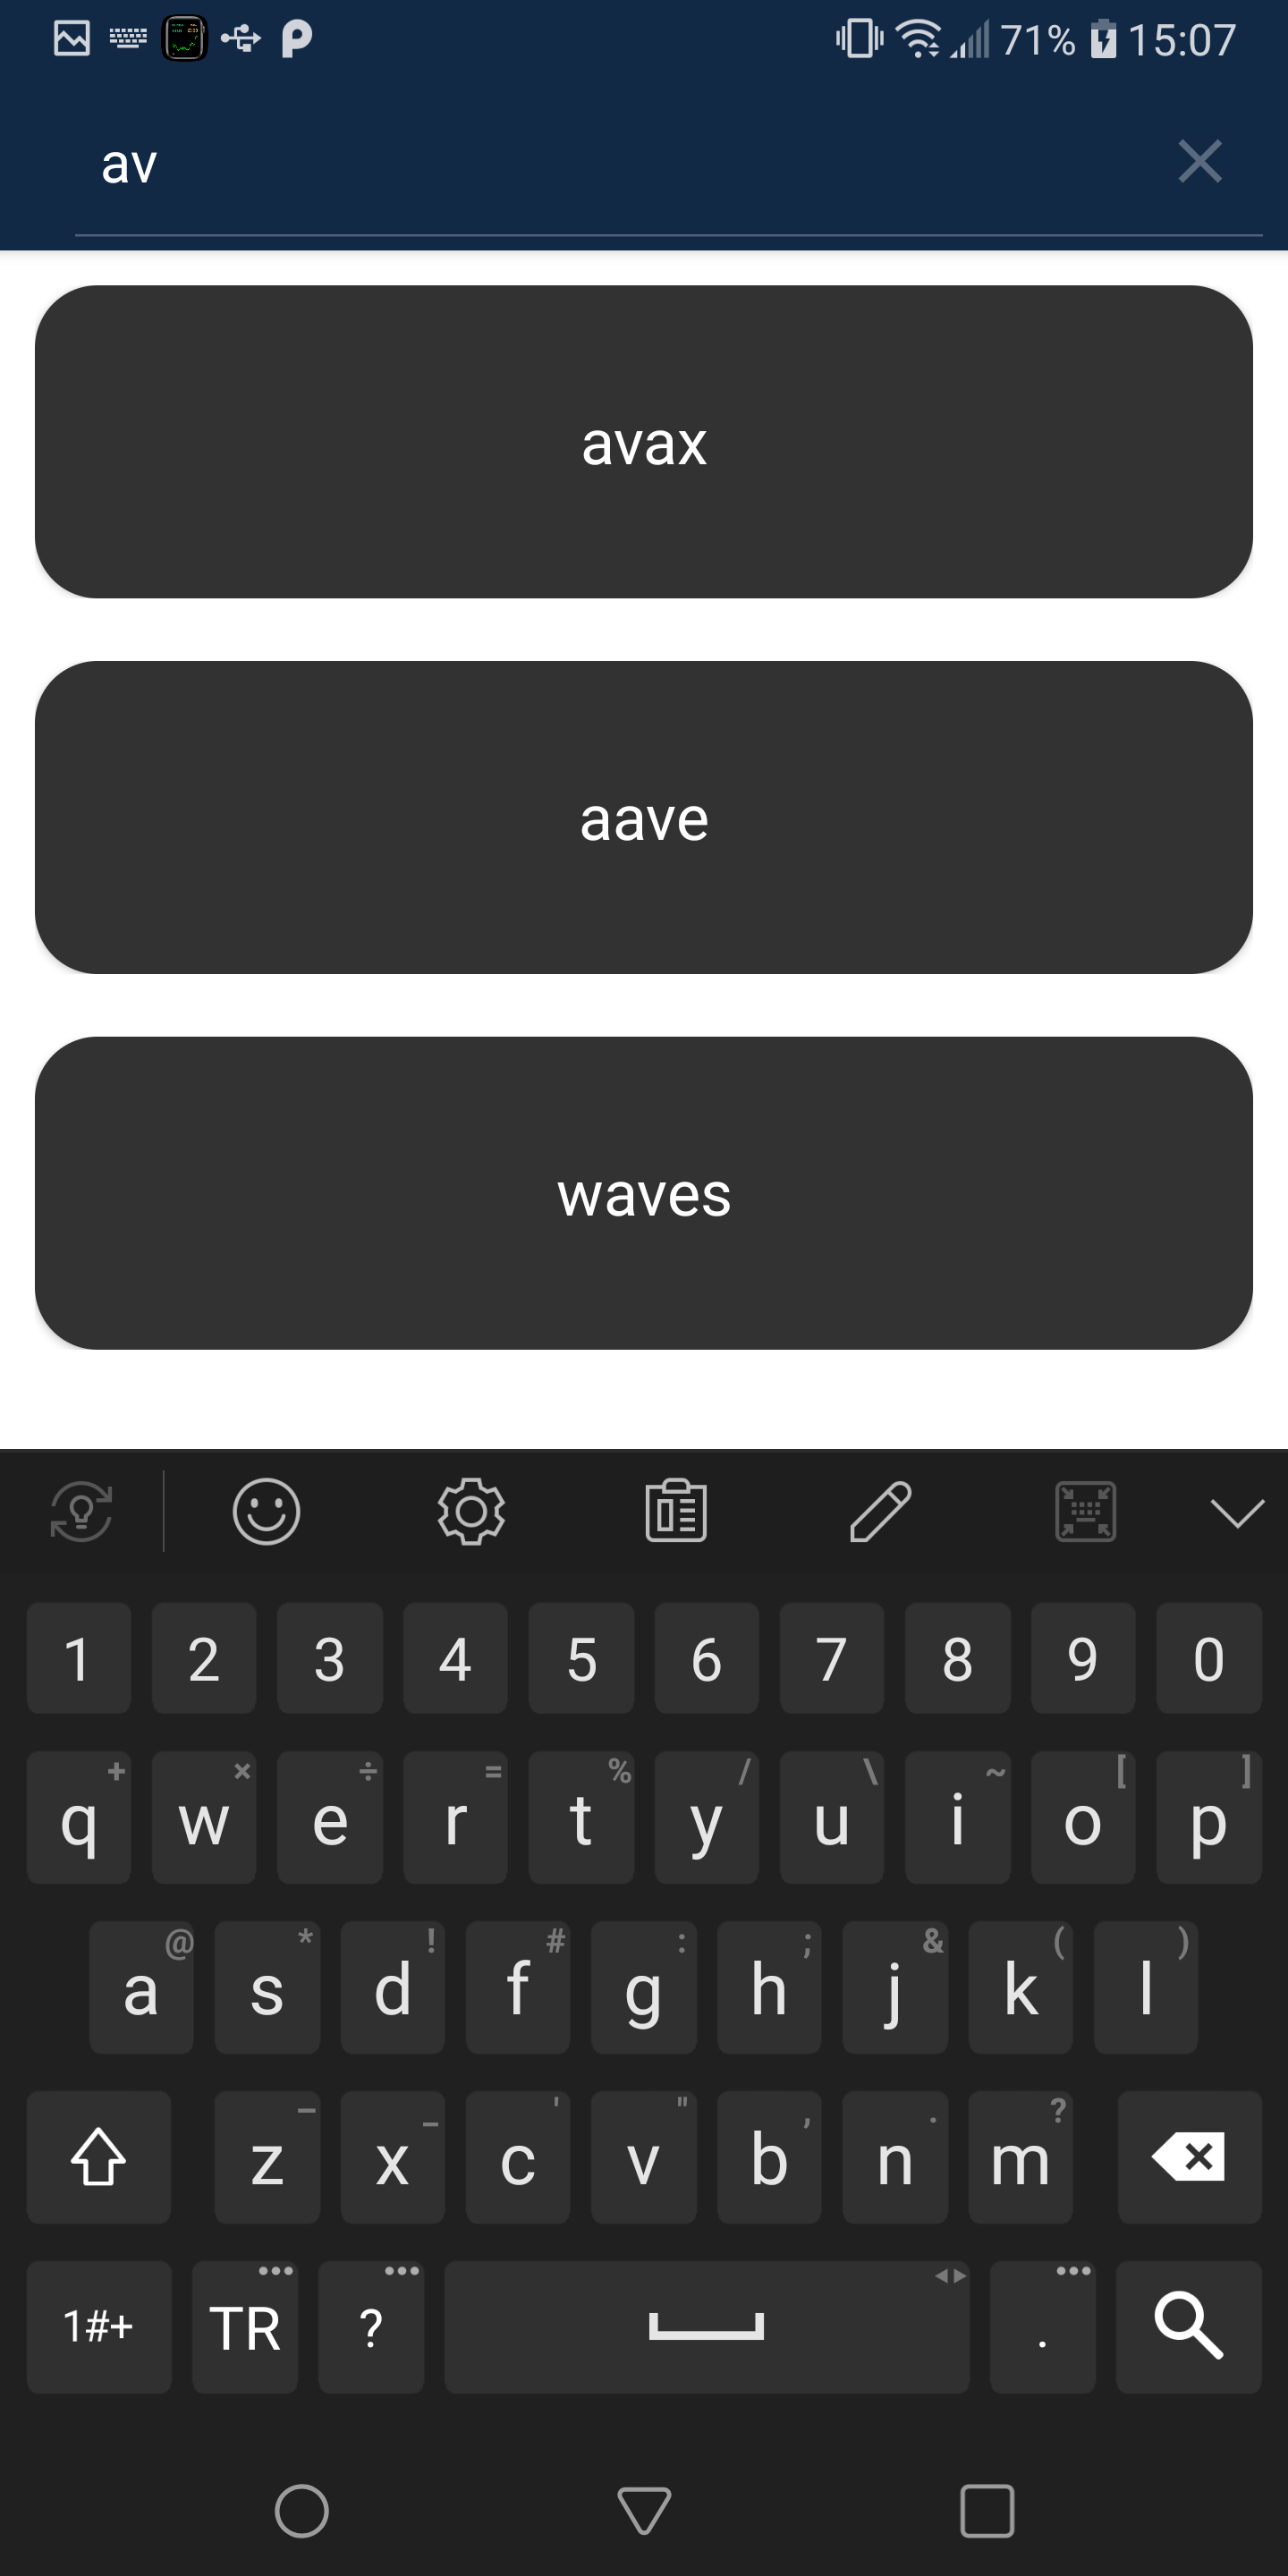 71% 15:07
av
avax
aave
waves
1 2 3 4 5 6 7 8 9 0
+ × ÷ = % / \ ~ [ ]
q w e r t y u i o p
@ * ! # : ; & ( )
a s d f g h j k l
– _ ' " , . ?
z x c v b n m
1#+ TR ? .